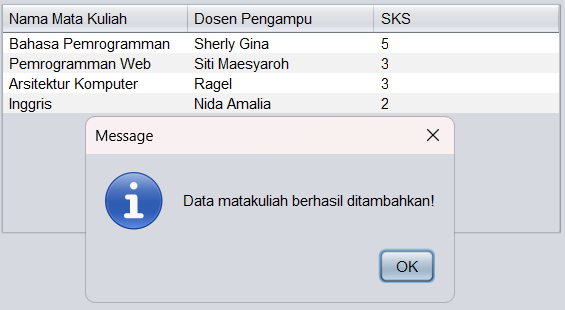 Nama Mata Kuliah Dosen Pengampu SKS
Bahasa Pemrogramman Sherly Gina 5
Pemrogramman Web Siti Maesyaroh 3
Arsitektur Komputer Ragel 3
Inggris Nida Amalia 2
Message
Data matakuliah berhasil ditambahkan!
OK